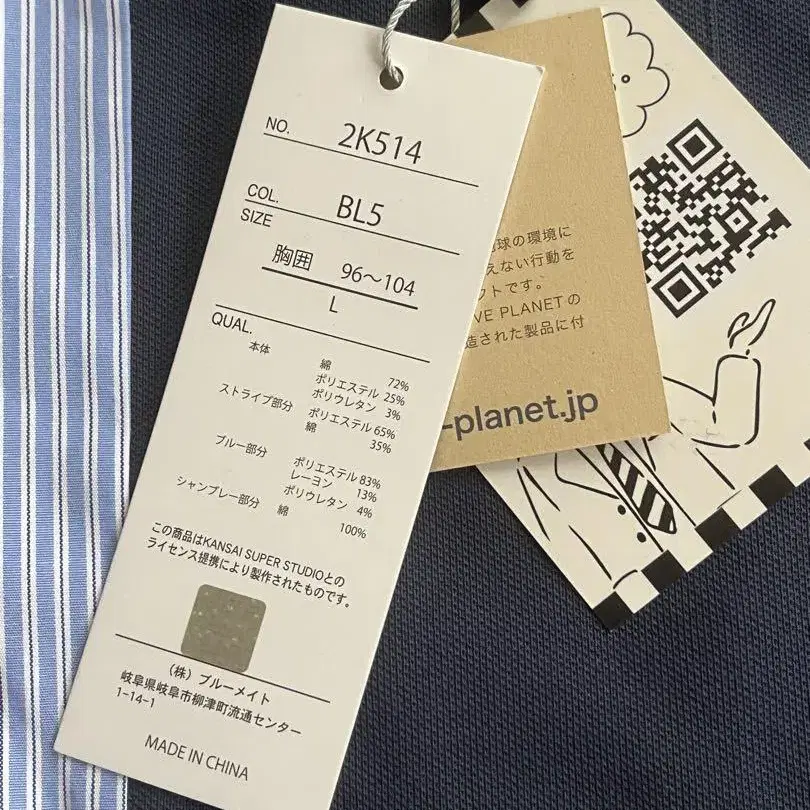 NO. 2K514
COL. BL5
SIZE
胸囲 96〜104
L
QUAL.
本体 綿 72%
ポリエステル 25%
ポリウレタン 3%
ストライプ部分 ポリエステル 65%
綿 35%
ブルー部分 ポリエステル 83%
レーヨン 13%
ポリウレタン 4%
シャンブレー部分 綿 100%
この商品はKANSAI SUPER STUDIOとの
ライセンス提携により製作されたものです。
(株) ブルーメイト
岐阜県岐阜市柳津町流通センター
1-14-1
MADE IN CHINA
球の環境に
えない行動を
クトです。
VE PLANETの
造された製品に付
-planet.jp